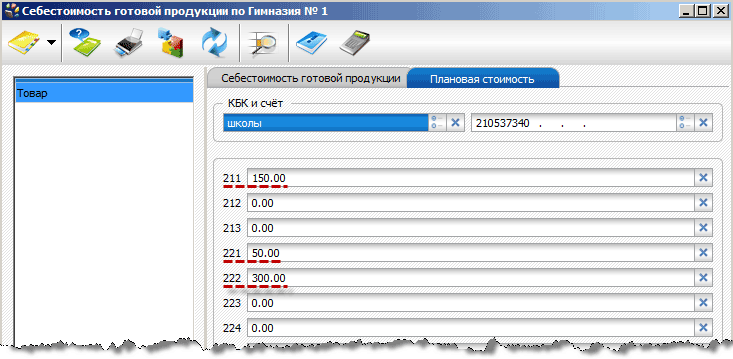 Себестоимость готовой продукции по Гимназия № 1
Себестоимость готовой продукции
Плановая стоимость
Товар
КБК и счёт
школы
210537340 . . .
211 150.00
212 0.00
213 0.00
221 50.00
222 300.00
223 0.00
224 0.00